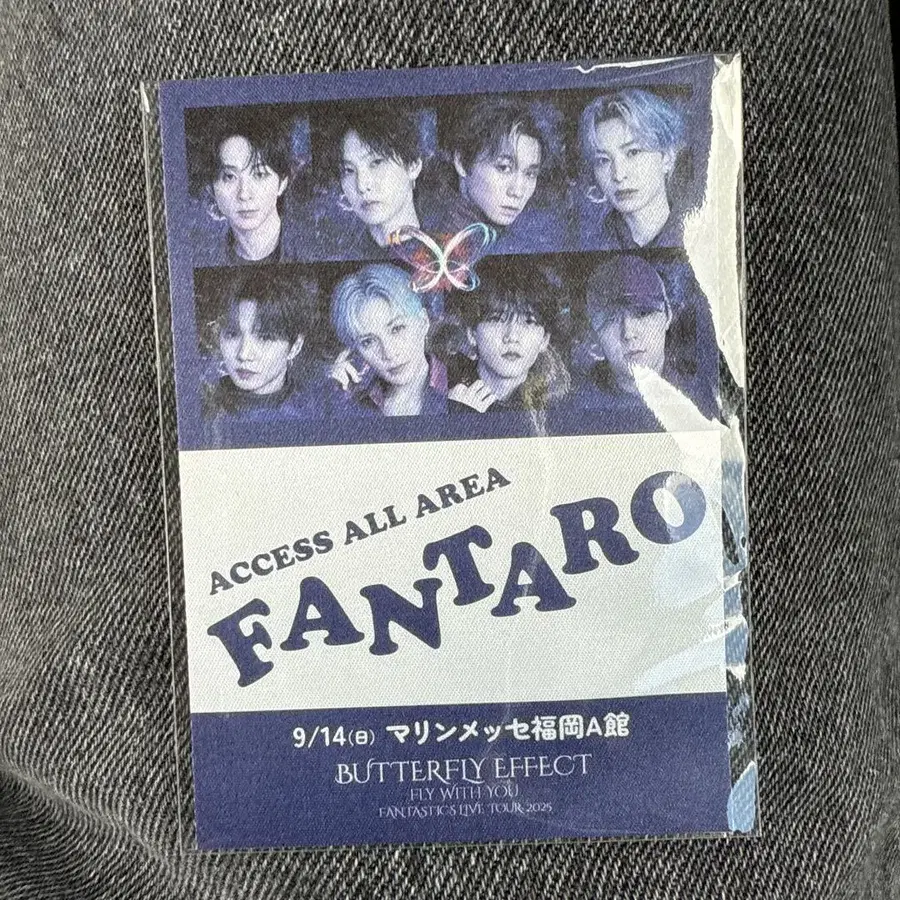 ACCESS ALL AREA
FANTARO
9/14(日) マリンメッセ福岡A館
BUTTERFLY EFFECT
FLY WITH YOU
FANTASTICS LIVE TOUR 2025